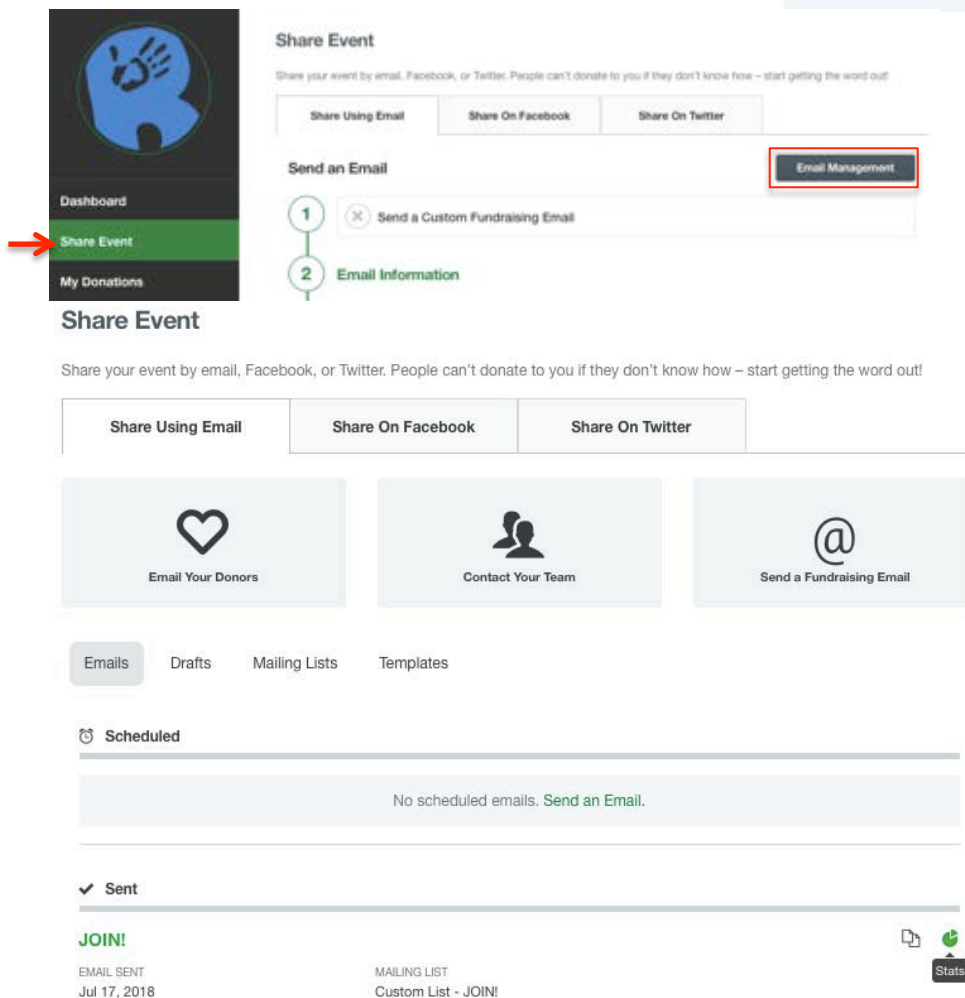 Share Event
Share your event by email, Facebook, or Twitter. People can't donate to you if they don't know how – start getting the word out!
Share Using Email Share On Facebook Share On Twitter
Send an Email Email Management
Dashboard
1 Send a Custom Fundraising Email
Share Event
2 Email Information
My Donations
Share Event
Share your event by email, Facebook, or Twitter. People can't donate to you if they don't know how – start getting the word out!
Share Using Email Share On Facebook Share On Twitter
@
Email Your Donors Contact Your Team Send a Fundraising Email
Emails Drafts Mailing Lists Templates
Scheduled
No scheduled emails. Send an Email.
Sent
JOIN!
Stats
EMAIL SENT MAILING LIST
Jul 17, 2018 Custom List - JOIN!